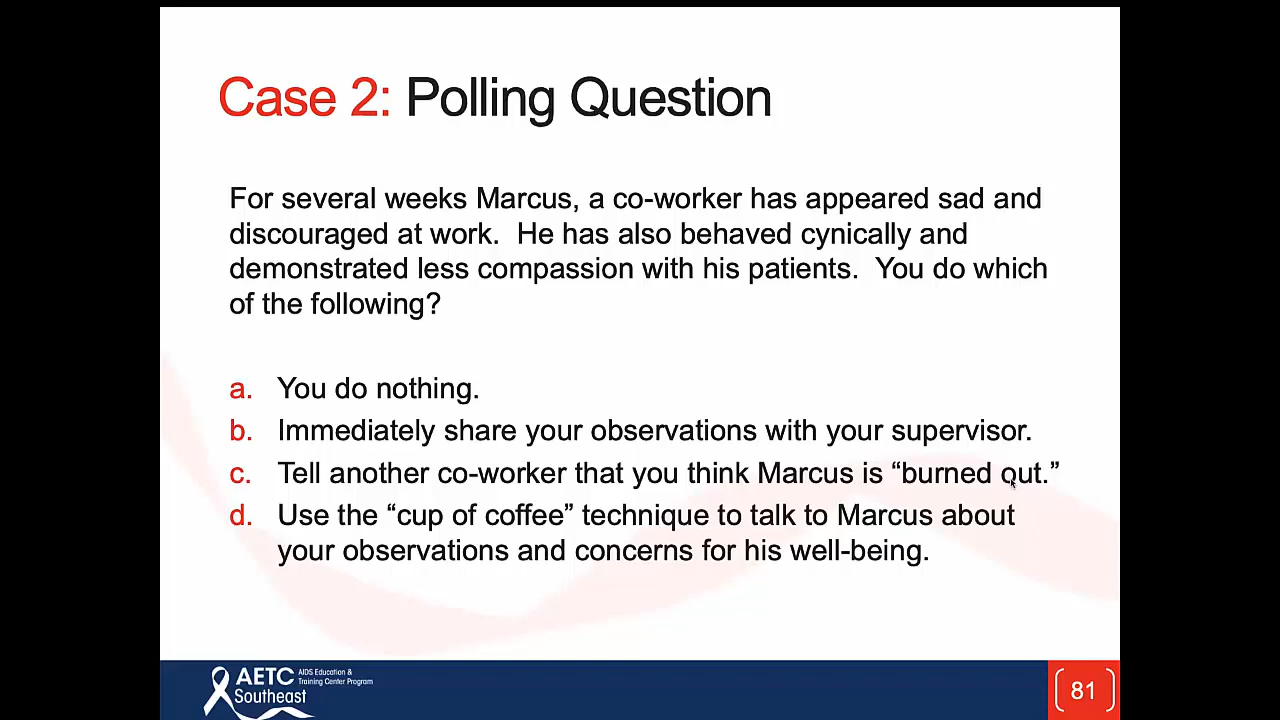 Case 2: Polling Question
For several weeks Marcus, a co-worker has appeared sad and
discouraged at work.  He has also behaved cynically and
demonstrated less compassion with his patients.  You do which
of the following?
a. You do nothing.
b. Immediately share your observations with your supervisor.
c. Tell another co-worker that you think Marcus is “burned out.”
d. Use the “cup of coffee” technique to talk to Marcus about
your observations and concerns for his well-being.
AETC AIDS Education &
Training Center Program
Southeast
81